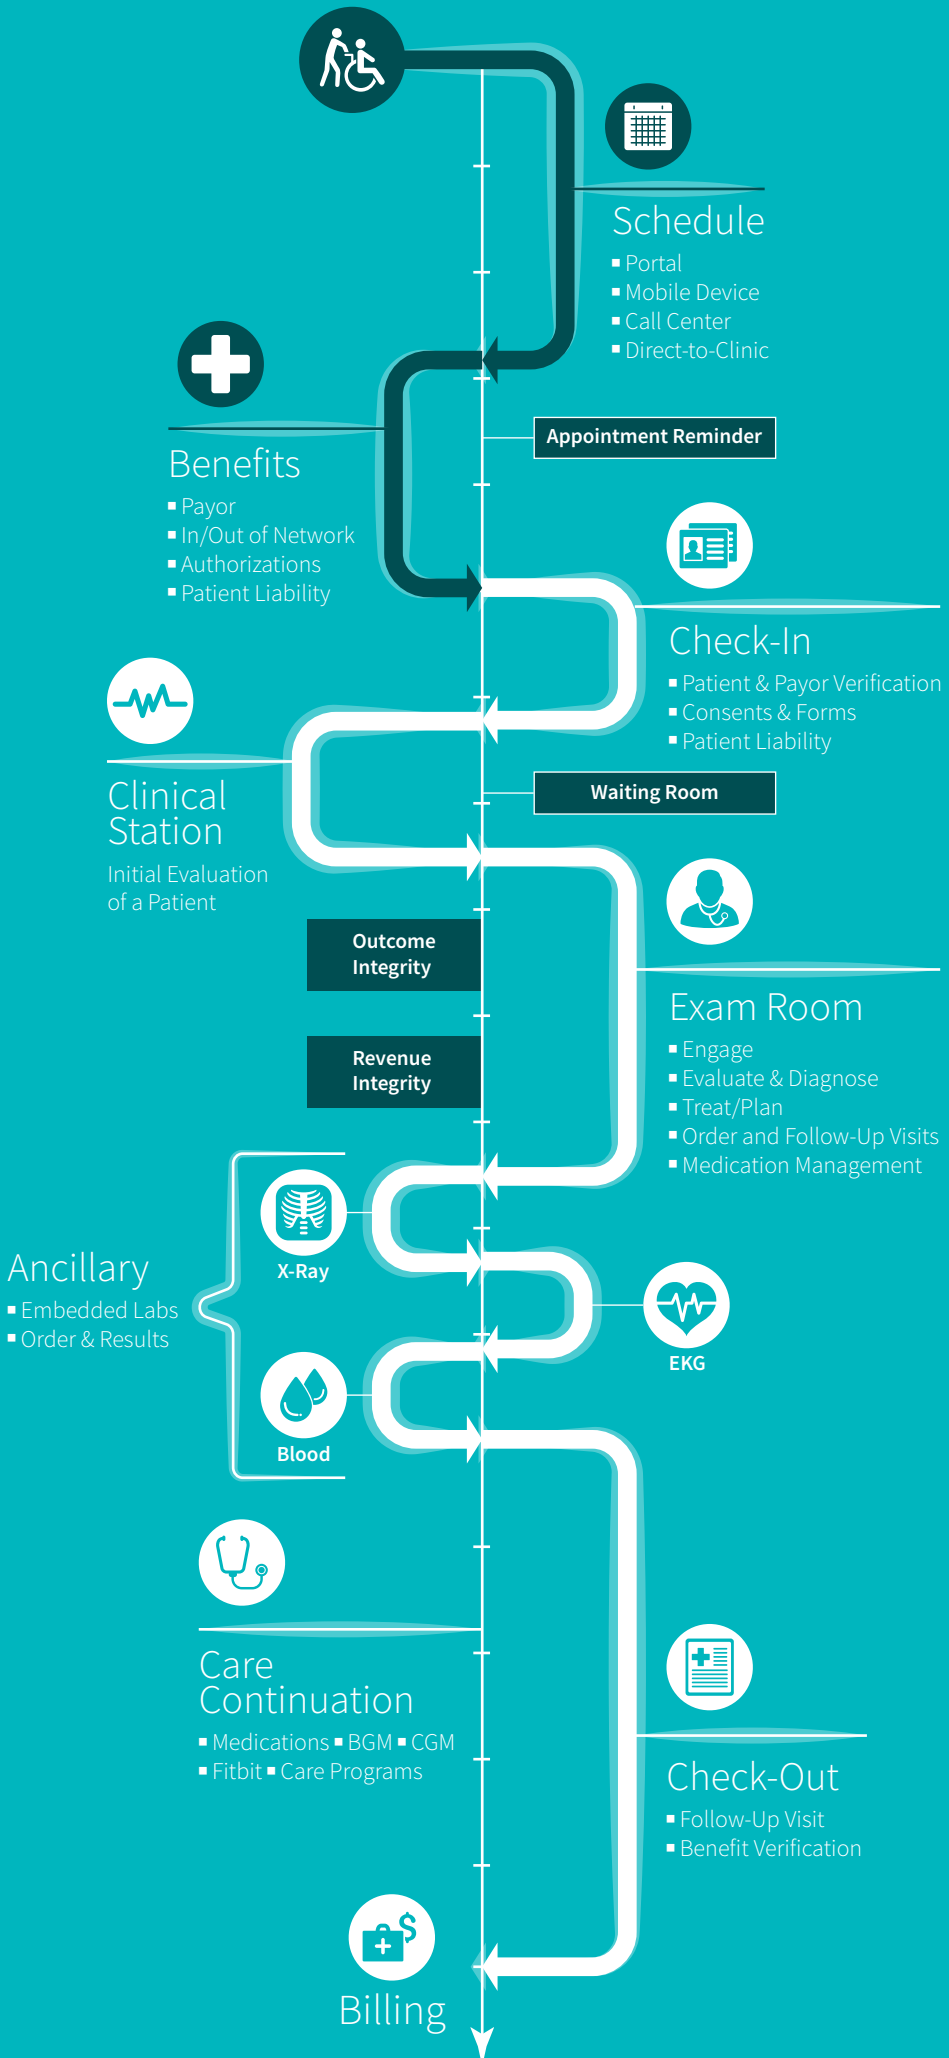 Schedule
▪ Portal
▪ Mobile Device
▪ Call Center
▪ Direct-to-Clinic
Benefits
▪ Payor
▪ In/Out of Network
▪ Authorizations
▪ Patient Liability
Appointment Reminder
Check-In
▪ Patient & Payor Verification
▪ Consents & Forms
▪ Patient Liability
Clinical
Station
Initial Evaluation
of a Patient
Waiting Room
Outcome
Integrity
Revenue
Integrity
Exam Room
▪ Engage
▪ Evaluate & Diagnose
▪ Treat/Plan
▪ Order and Follow-Up Visits
▪ Medication Management
Ancillary
▪ Embedded Labs
▪ Order & Results
X-Ray
EKG
Blood
Care
Continuation
▪ Medications ▪ BGM ▪ CGM
▪ Fitbit ▪ Care Programs
Check-Out
▪ Follow-Up Visit
▪ Benefit Verification
$
Billing